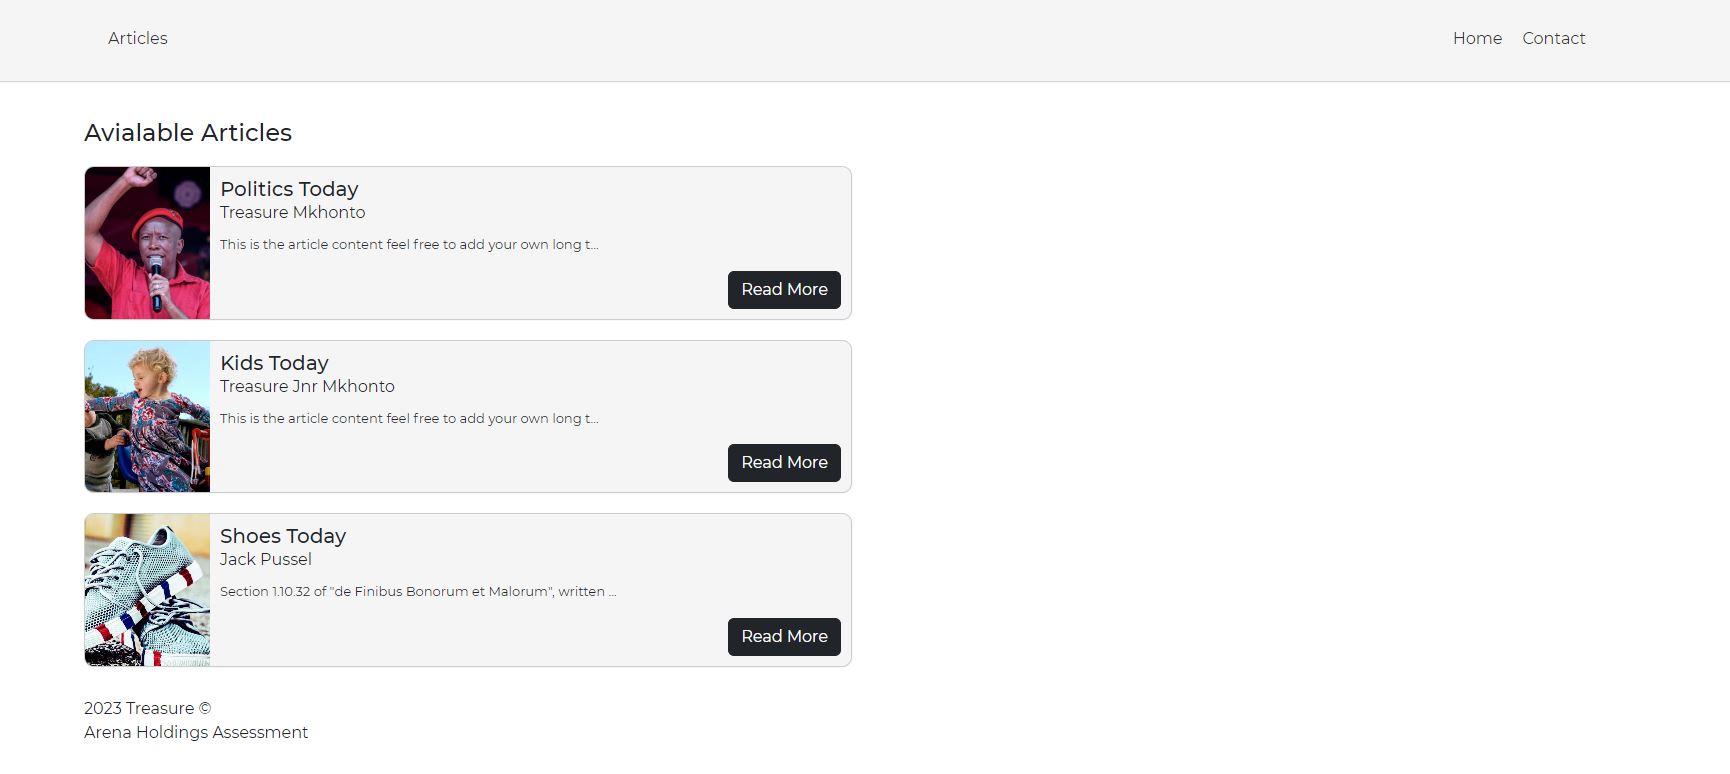 Articles
Home Contact
Avialable Articles
Politics Today
Treasure Mkhonto
This is the article content feel free to add your own long t...
Read More
Kids Today
Treasure Jnr Mkhonto
This is the article content feel free to add your own long t...
Read More
Shoes Today
Jack Pussel
Section 1.10.32 of "de Finibus Bonorum et Malorum", written ...
Read More
2023 Treasure ©
Arena Holdings Assessment